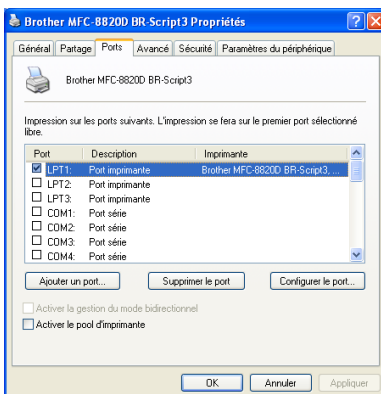 Brother MFC-8820D BR-Script3 Propriétés
Général Partage Ports Avancé Sécurité Paramètres du périphérique
Brother MFC-8820D BR-Script3
Impression sur les ports suivants. L'impression se fera sur le premier port sélectionné
libre.
Port Description Imprimante
LPT1: Port imprimante Brother MFC-8820D BR-Script3, ...
LPT2: Port imprimante
LPT3: Port imprimante
COM1: Port série
COM2: Port série
COM3: Port série
COM4: Port série
Ajouter un port... Supprimer le port Configurer le port...
Activer la gestion du mode bidirectionnel
Activer le pool d'imprimante
OK Annuler Appliquer